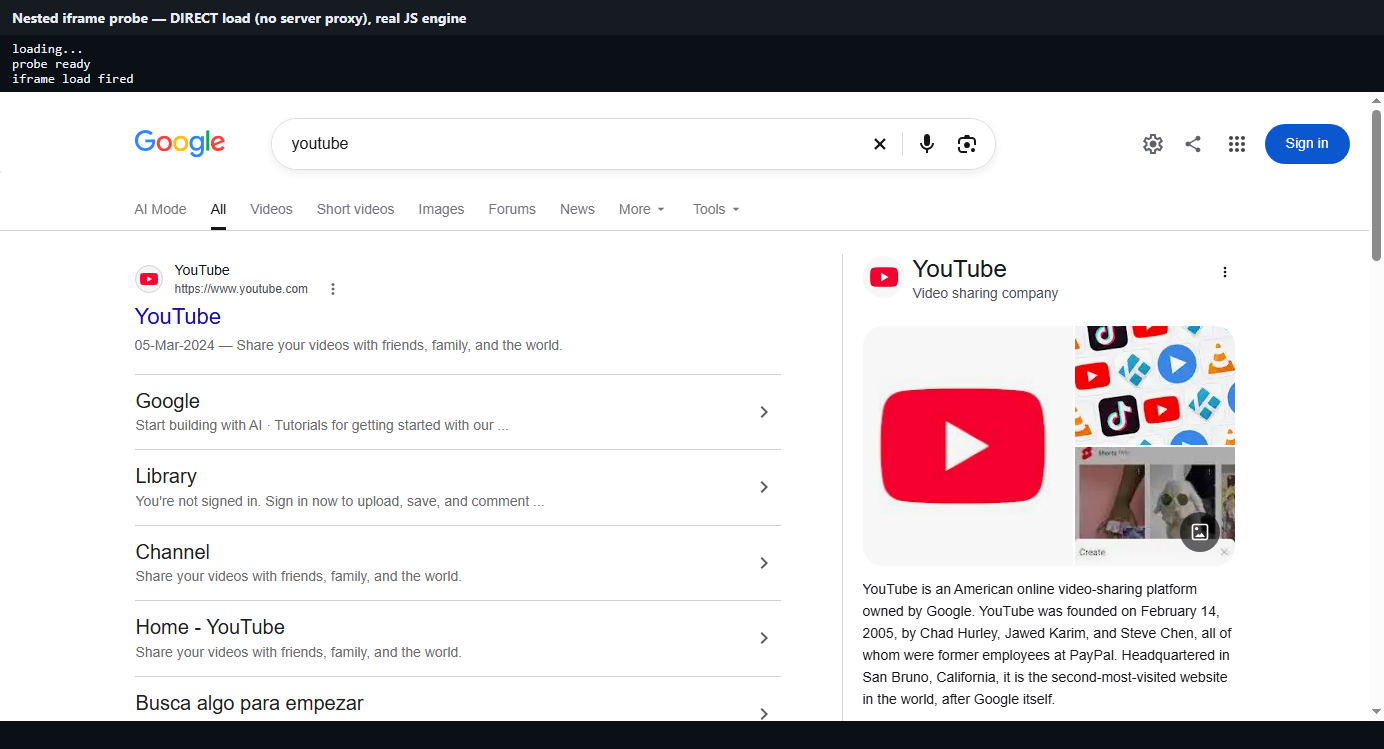 Nested iframe probe — DIRECT load (no server proxy), real JS engine
loading...
probe ready
iframe load fired
Google
youtube
Sign in
AI Mode
All
Videos
Short videos
Images
Forums
News
More
Tools
YouTube
https://www.youtube.com
YouTube
05-Mar-2024 — Share your videos with friends, family, and the world.
Google
Start building with AI · Tutorials for getting started with our ...
Library
You're not signed in. Sign in now to upload, save, and comment ...
Channel
Share your videos with friends, family, and the world.
Home - YouTube
Share your videos with friends, family, and the world.
Busca algo para empezar
YouTube
Video sharing company
Shorts
Create
YouTube is an American online video-sharing platform
owned by Google. YouTube was founded on February 14,
2005, by Chad Hurley, Jawed Karim, and Steve Chen, all of
whom were former employees at PayPal. Headquartered in
San Bruno, California, it is the second-most-visited website
in the world, after Google itself.